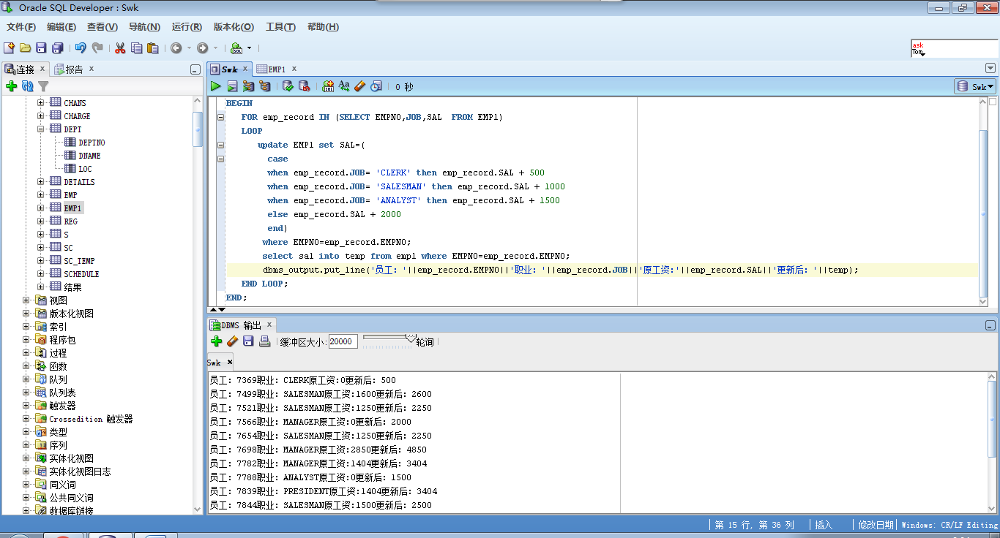 Oracle SQL Developer : Swk
文件(F) 编辑(E) 查看(V) 导航(N) 运行(R) 版本化(O) 工具(T) 帮助(H)
SQL
ask
Tom
连接 x 报告 x
Swk x EMP1 x
0 秒
Swk
CHANS
CHARGE
DEPT
DEPTNO
DNAME
LOC
DETAILS
EMP
EMP1
REG
S
SC
SC_TEMP
SCHEDULE
结果
视图
版本化视图
索引
程序包
过程
函数
队列
队列表
触发器
Crossedition 触发器
类型
序列
实体化视图
实体化视图日志
同义词
公共同义词
数据库链接
BEGIN
FOR emp_record IN (SELECT EMPNO,JOB,SAL  FROM EMP1)
LOOP
update EMP1 set SAL=(
case
when emp_record.JOB= 'CLERK' then emp_record.SAL + 500
when emp_record.JOB= 'SALESMAN' then emp_record.SAL + 1000
when emp_record.JOB= 'ANALYST' then emp_record.SAL + 1500
else emp_record.SAL + 2000
end)
where EMPNO=emp_record.EMPNO;
select sal into temp from emp1 where EMPNO=emp_record.EMPNO;
dbms_output.put_line('员工: '||emp_record.EMPNO||'职业: '||emp_record.JOB||'原工资:'||emp_record.SAL||'更新后: '||temp);
END LOOP;
END;
DBMS 输出 x
缓冲区大小: 20000 轮询
Swk x
员工: 7369职业: CLERK原工资:0更新后: 500
员工: 7499职业: SALESMAN原工资:1600更新后: 2600
员工: 7521职业: SALESMAN原工资:1250更新后: 2250
员工: 7566职业: MANAGER原工资:0更新后: 2000
员工: 7654职业: SALESMAN原工资:1250更新后: 2250
员工: 7698职业: MANAGER原工资:2850更新后: 4850
员工: 7782职业: MANAGER原工资:1404更新后: 3404
员工: 7788职业: ANALYST原工资:0更新后: 1500
员工: 7839职业: PRESIDENT原工资:1404更新后: 3404
员工: 7844职业: SALESMAN原工资:1500更新后: 2500
第 15 行, 第 36 列 插入 修改日期 Windows: CR/LF Editing